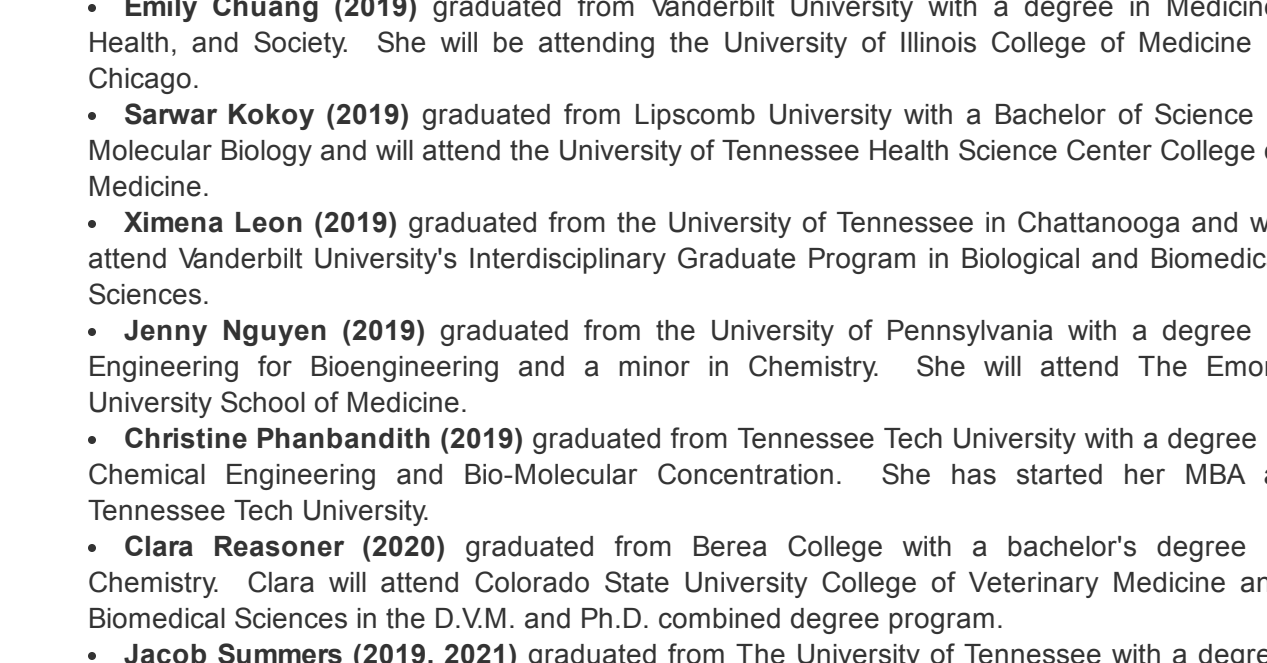 • Emily Chuang (2019) graduated from Vanderbilt University with a degree in Medicine
Health, and Society. She will be attending the University of Illinois College of Medicine
Chicago.
• Sarwar Kokoy (2019) graduated from Lipscomb University with a Bachelor of Science
Molecular Biology and will attend the University of Tennessee Health Science Center College
Medicine.
• Ximena Leon (2019) graduated from the University of Tennessee in Chattanooga and
attend Vanderbilt University's Interdisciplinary Graduate Program in Biological and
Sciences.
• Jenny Nguyen (2019) graduated from the University of Pennsylvania with a degree
Engineering for Bioengineering and a minor in Chemistry. She will attend The
University School of Medicine.
• Christine Phanbandith (2019) graduated from Tennessee Tech University with a degree
Chemical Engineering and Bio-Molecular Concentration. She has started her MBA
Tennessee Tech University.
• Clara Reasoner (2020) graduated from Berea College with a bachelor's degree
Chemistry. Clara will attend Colorado State University College of Veterinary Medicine
Biomedical Sciences in the D.V.M. and Ph.D. combined degree program.
• Jacob Summers (2019, 2021) graduated from The University of Tennessee with a degree